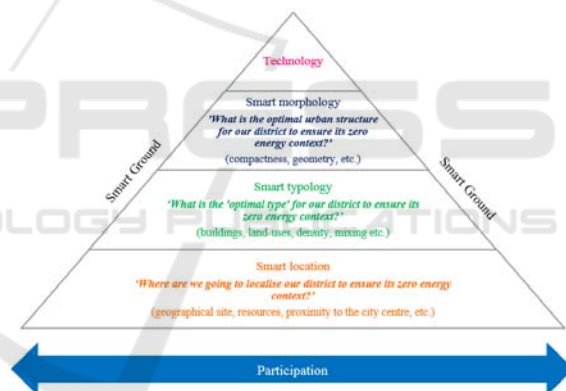 Technology
Smart morphology
'What is the optimal urban structure
for our district to ensure its zero
energy context?'
(compactness, geometry, etc.)
Smart Ground
Smart Ground
Smart typology
'What is the 'optimal type' for our district to ensure its
zero energy context?'
(buildings, land-uses, density, mixing etc.)
Smart location
'Where are we going to localise our district to ensure its zero energy
context?'
(geographical site, resources, proximity to the city centre, etc.)
Participation
PRESS
OLOGY PUBLICATIONS